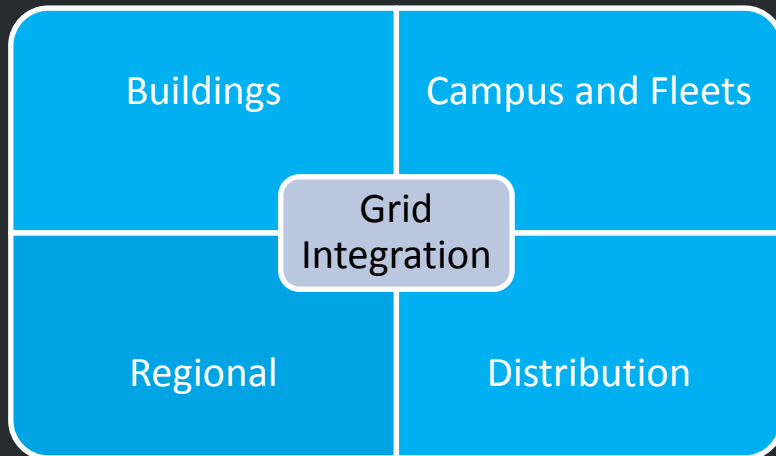 Buildings
Campus and Fleets
Grid
Integration
Regional
Distribution